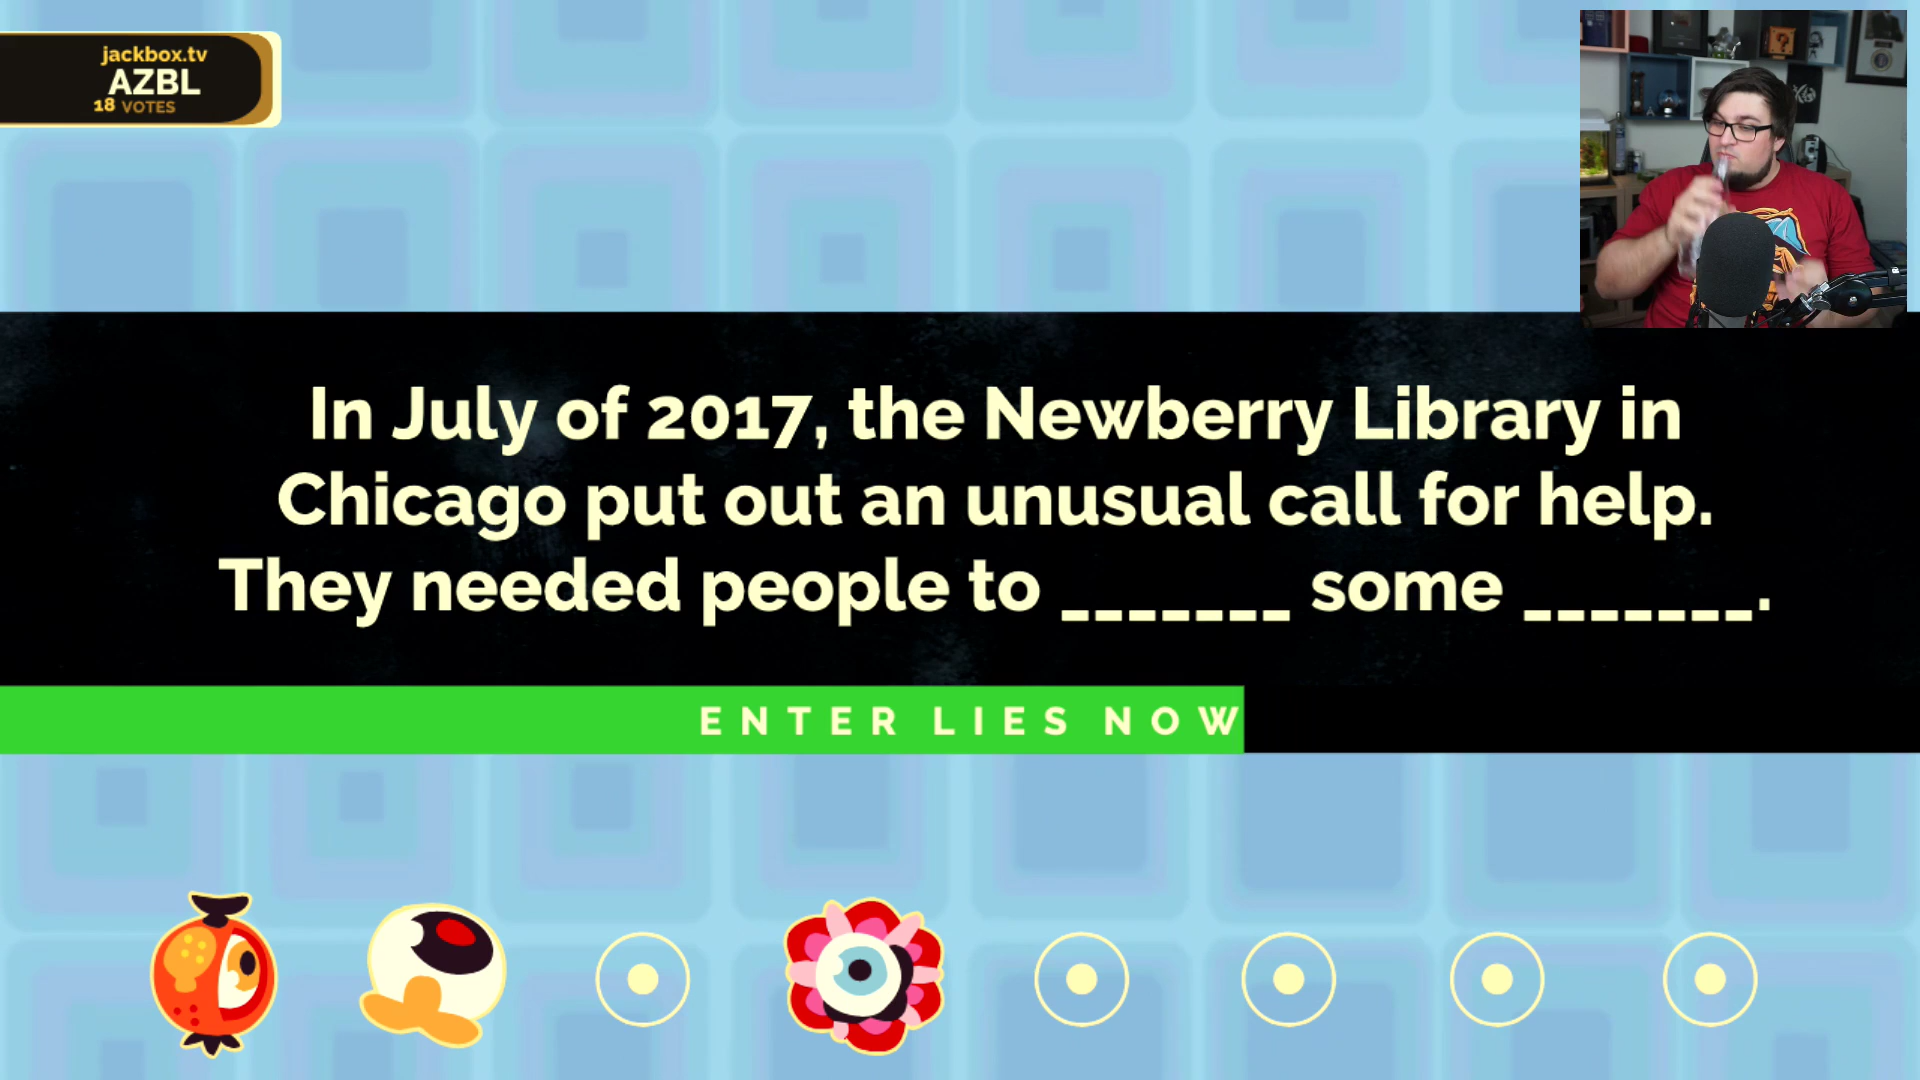 jackbox.tv
AZBL
18 VOTES
In July of 2017, the Newberry Library in
Chicago put out an unusual call for help.
They needed people to _______ some _______.
ENTER LIES NOW